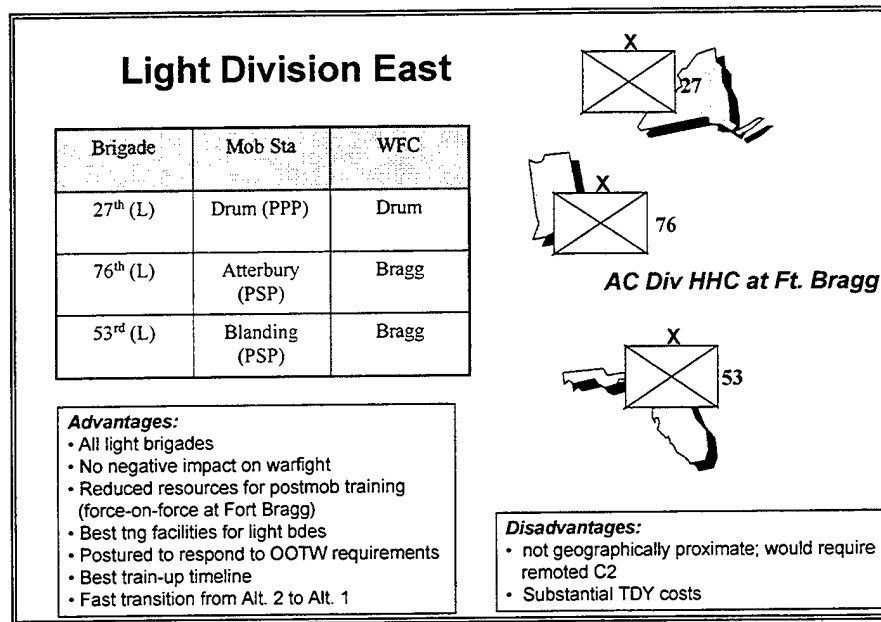 Light Division East
Brigade Mob Sta WFC
27th (L) Drum (PPP) Drum
76th (L) Atterbury Bragg
(PSP)
53rd (L) Blanding Bragg
(PSP)
X
27
X
76
AC Div HHC at Ft. Bragg
X
53
Advantages:
• All light brigades
• No negative impact on warfight
• Reduced resources for postmob training
(force-on-force at Fort Bragg)
• Best tng facilities for light bdes
• Postured to respond to OOTW requirements
• Best train-up timeline
• Fast transition from Alt. 2 to Alt. 1
Disadvantages:
• not geographically proximate; would require
remoted C2
• Substantial TDY costs